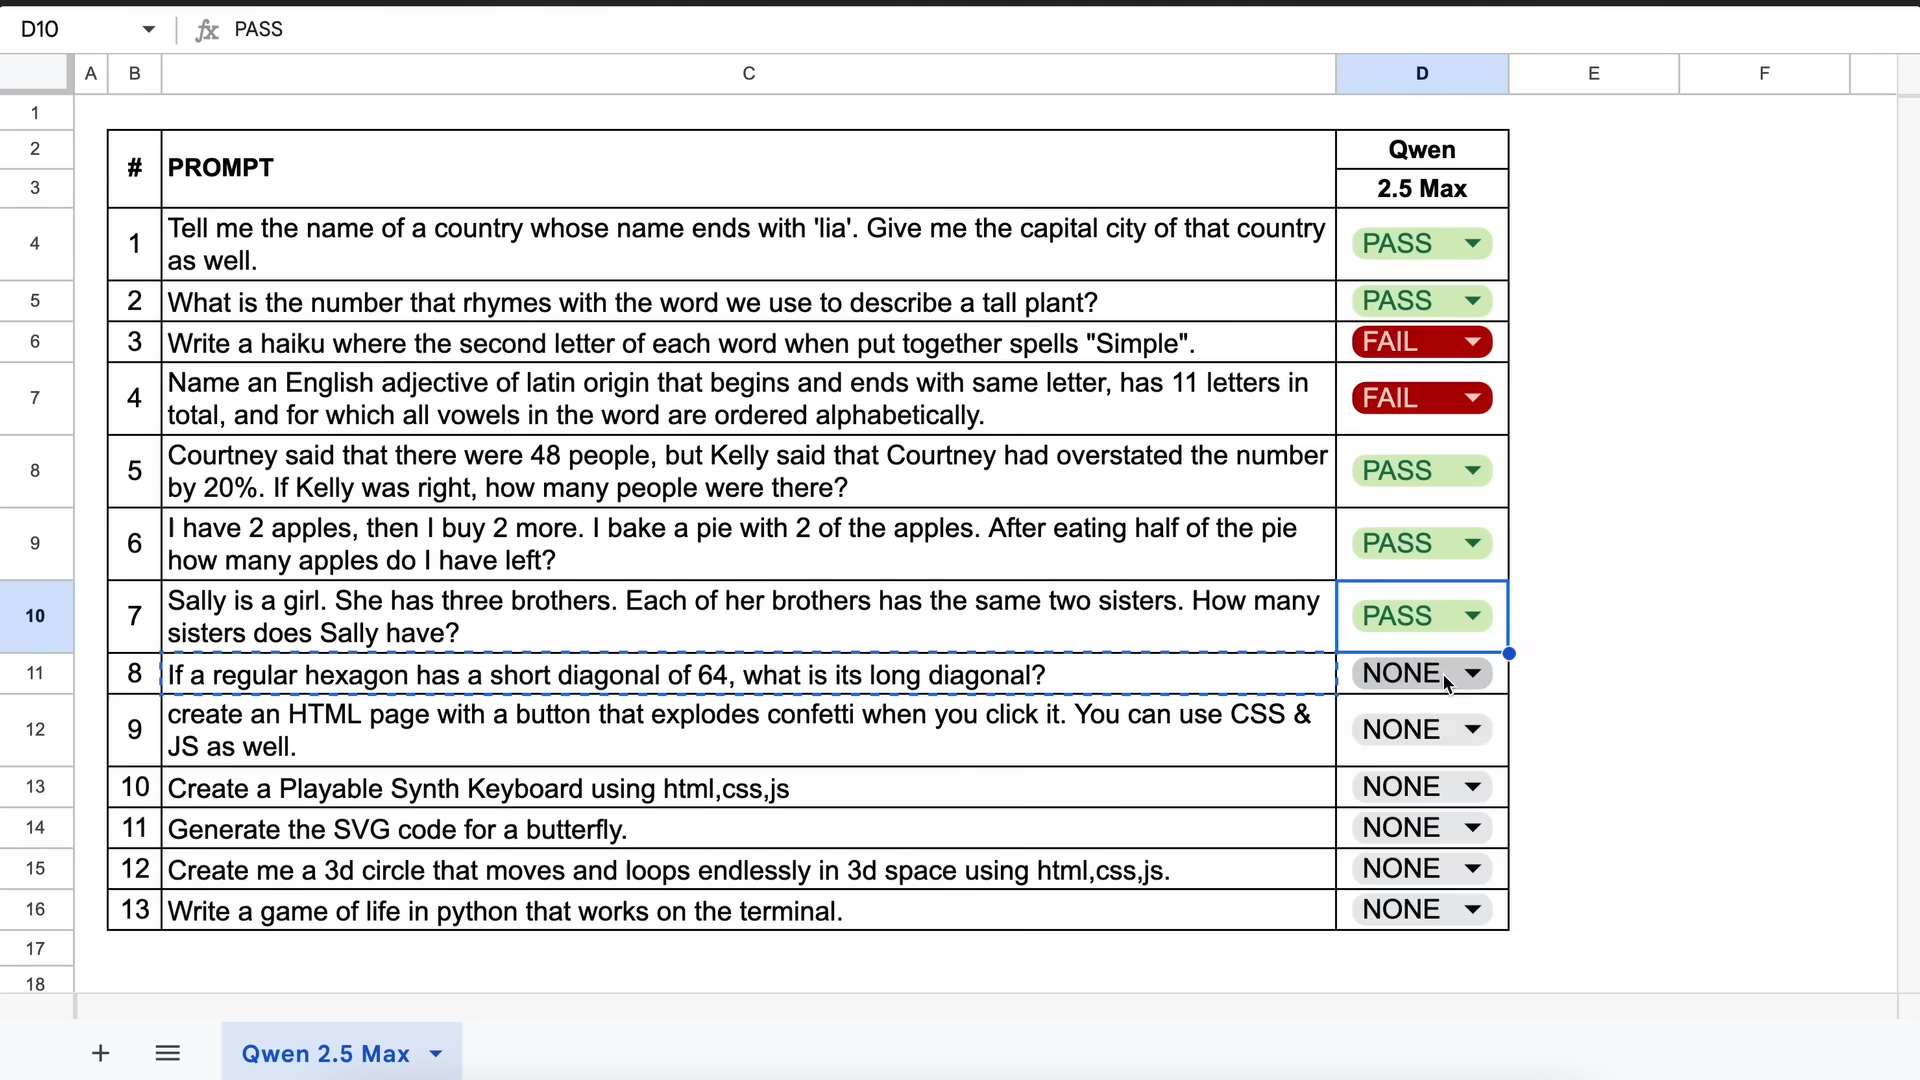 D10 fx PASS
A B C D E F
1
2 # PROMPT Qwen
3 2.5 Max
4 1 Tell me the name of a country whose name ends with 'lia'. Give me the capital city of that country PASS
as well.
5 2 What is the number that rhymes with the word we use to describe a tall plant? PASS
6 3 Write a haiku where the second letter of each word when put together spells "Simple". FAIL
7 4 Name an English adjective of latin origin that begins and ends with same letter, has 11 letters in FAIL
total, and for which all vowels in the word are ordered alphabetically.
8 5 Courtney said that there were 48 people, but Kelly said that Courtney had overstated the number PASS
by 20%. If Kelly was right, how many people were there?
9 6 I have 2 apples, then I buy 2 more. I bake a pie with 2 of the apples. After eating half of the pie PASS
how many apples do I have left?
10 7 Sally is a girl. She has three brothers. Each of her brothers has the same two sisters. How many PASS
sisters does Sally have?
11 8 If a regular hexagon has a short diagonal of 64, what is its long diagonal? NONE
12 9 create an HTML page with a button that explodes confetti when you click it. You can use CSS & NONE
JS as well.
13 10 Create a Playable Synth Keyboard using html,css,js NONE
14 11 Generate the SVG code for a butterfly. NONE
15 12 Create me a 3d circle that moves and loops endlessly in 3d space using html,css,js. NONE
16 13 Write a game of life in python that works on the terminal. NONE
17
18
Qwen 2.5 Max